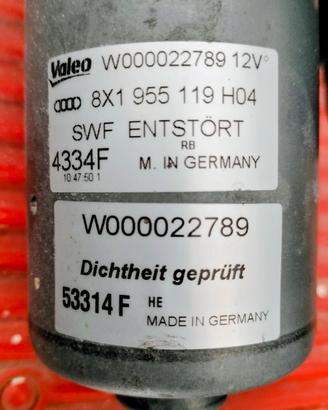 Valeo W000022789 12V
8X1 955 119 H04
SWF ENTSTÖRT
RB
4334F M. IN GERMANY
10:47:50 1
W000022789
Dichtheit geprüft
53314 F HE
MADE IN GERMANY